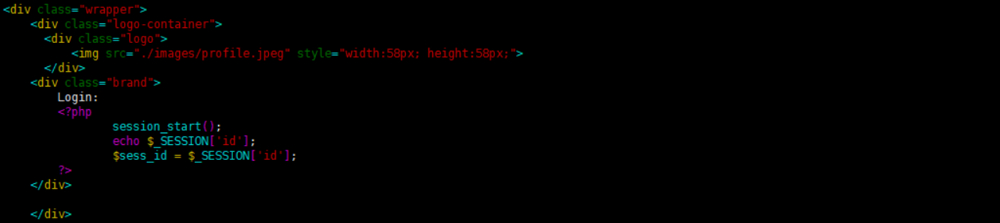 <div class="wrapper">
<div class="logo-container">
<div class="logo">
<img src="./images/profile.jpeg" style="width:58px; height:58px;">
</div>
<div class="brand">
Login:
<?php
session_start();
echo $_SESSION['id'];
$sess_id = $_SESSION['id'];
?>
</div>
</div>